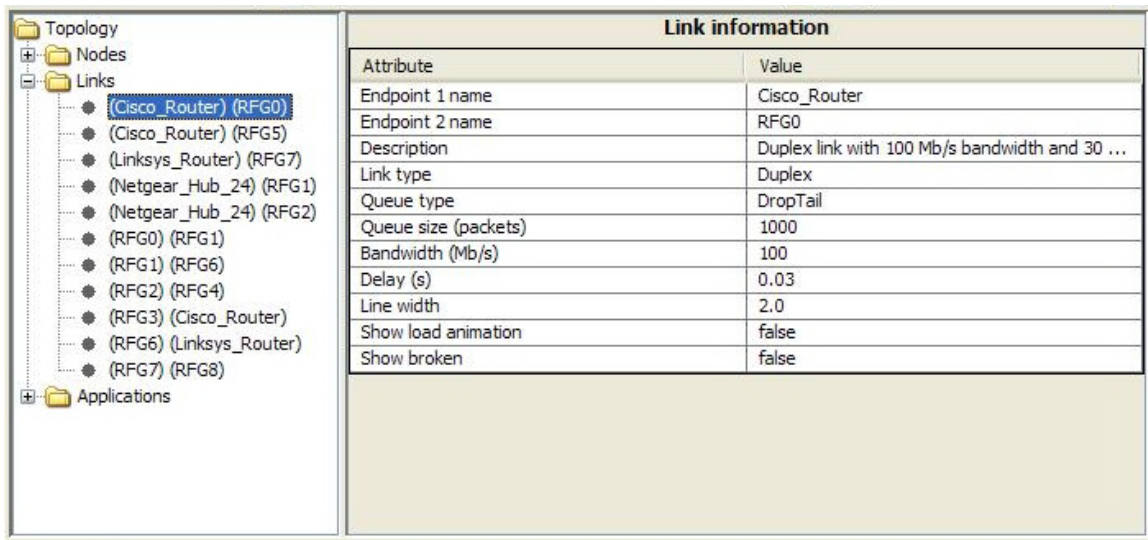 Topology
Nodes
Links
(Cisco_Router) (RFG0)
(Cisco_Router) (RFG5)
(Linksys_Router) (RFG7)
(Netgear_Hub_24) (RFG1)
(Netgear_Hub_24) (RFG2)
(RFG0) (RFG1)
(RFG1) (RFG6)
(RFG2) (RFG4)
(RFG3) (Cisco_Router)
(RFG6) (Linksys_Router)
(RFG7) (RFG8)
Applications
Link information
Attribute Value
Endpoint 1 name Cisco_Router
Endpoint 2 name RFG0
Description Duplex link with 100 Mb/s bandwidth and 30 ...
Link type Duplex
Queue type DropTail
Queue size (packets) 1000
Bandwidth (Mb/s) 100
Delay (s) 0.03
Line width 2.0
Show load animation false
Show broken false